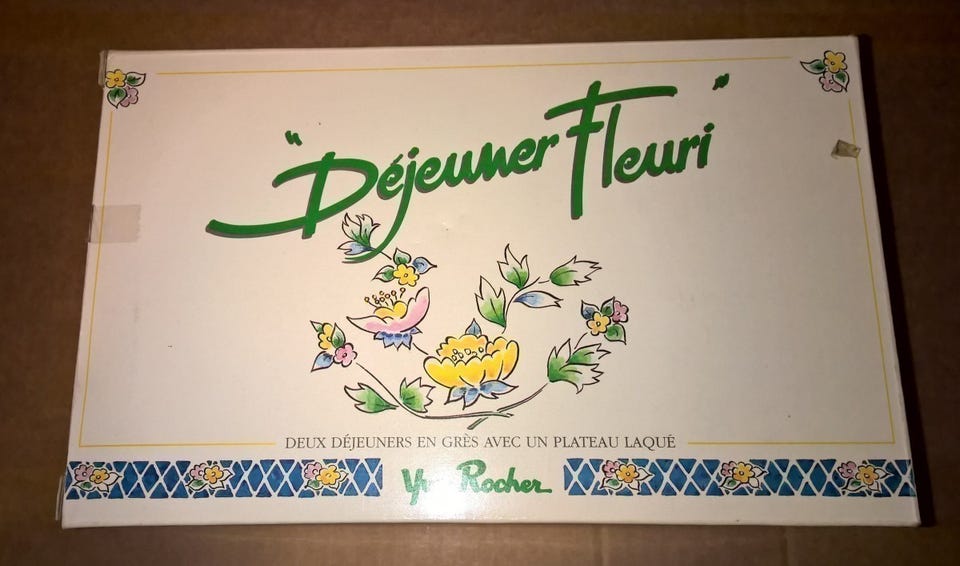 "Déjeuner Fleuri"
DEUX DÉJEUNERS EN GRÈS AVEC UN PLATEAU LAQUÉ
Yves Rocher